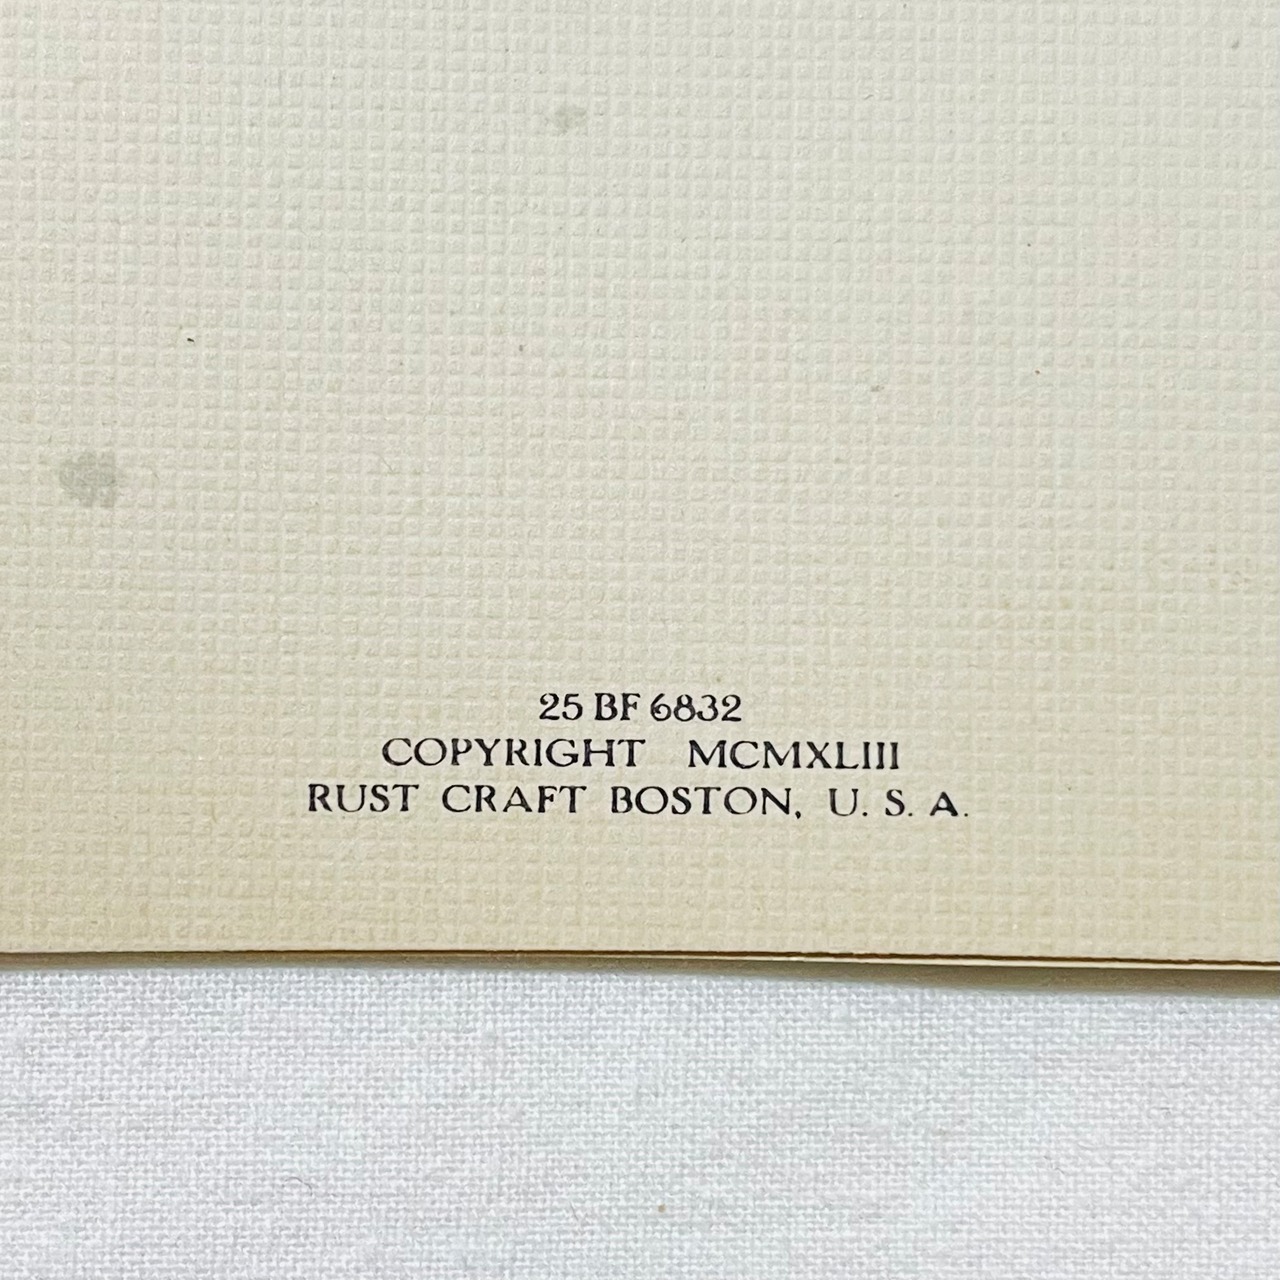 25 BF 6832
COPYRIGHT MCMXLIII
RUST CRAFT BOSTON, U. S. A.